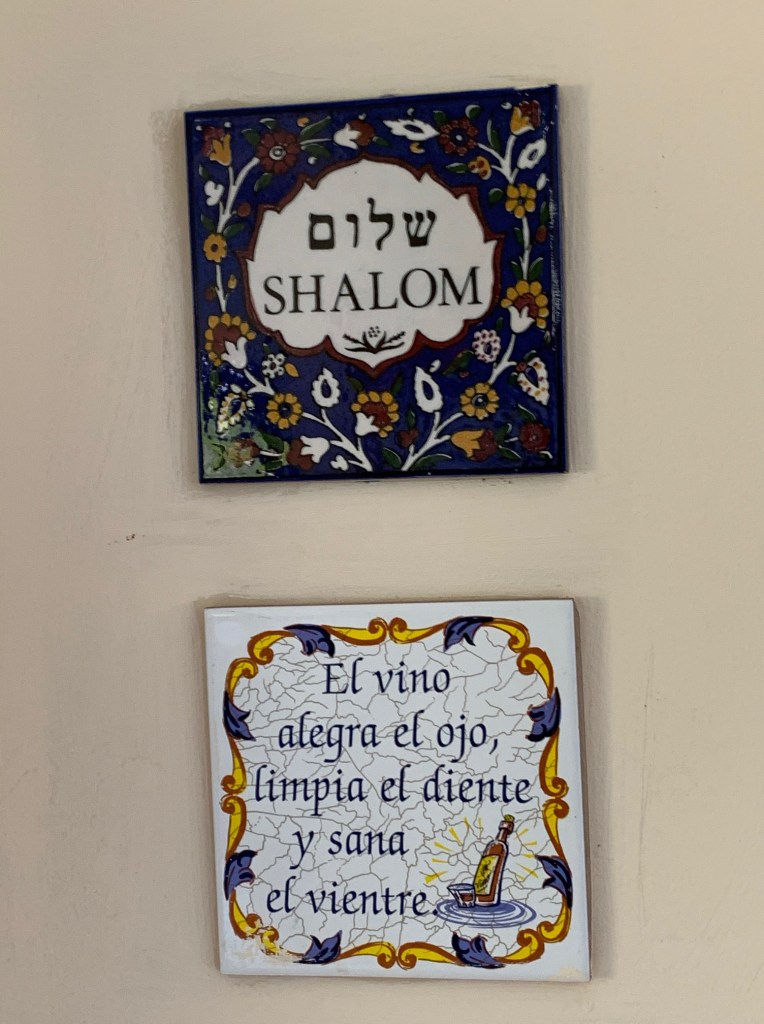 שלום
SHALOM
El vino
alegra el ojo,
limpia el diente
y sana
el vientre.